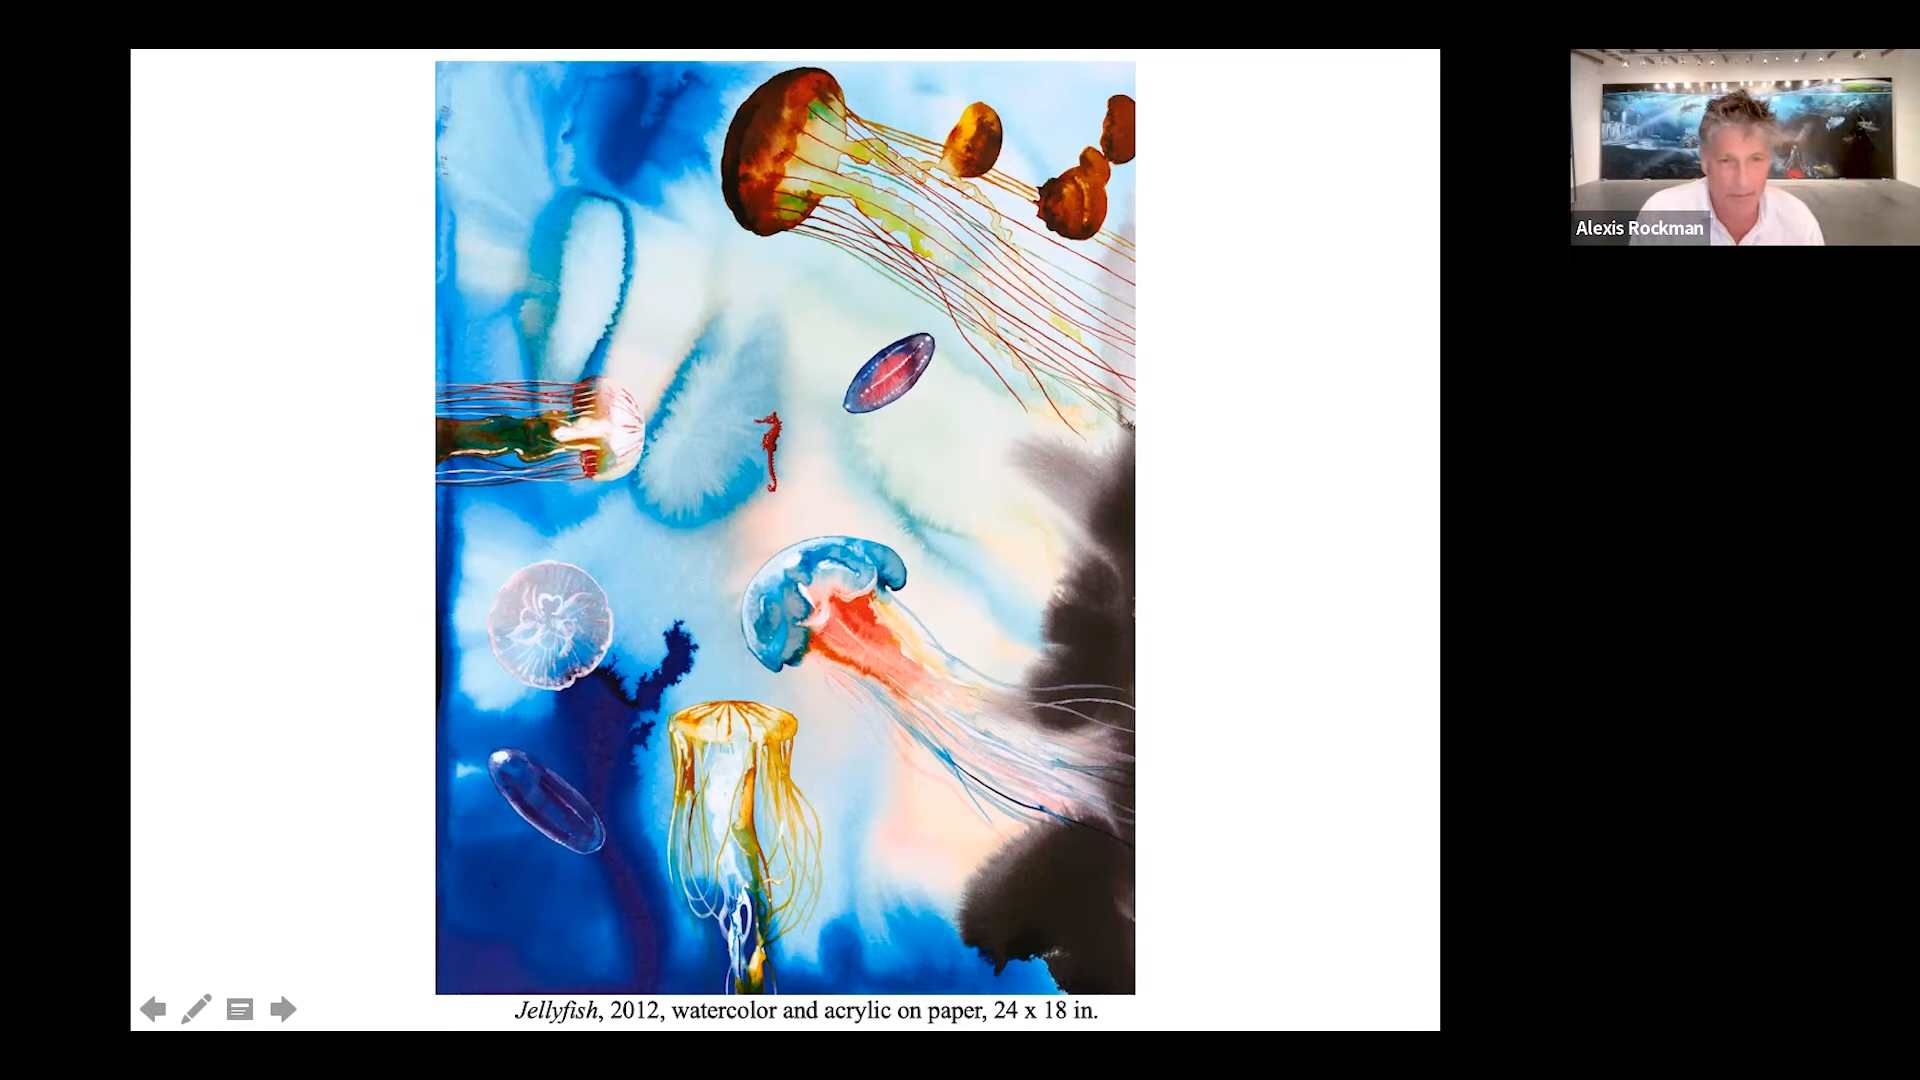 Alexis Rockman
Jellyfish, 2012, watercolor and acrylic on paper, 24 x 18 in.